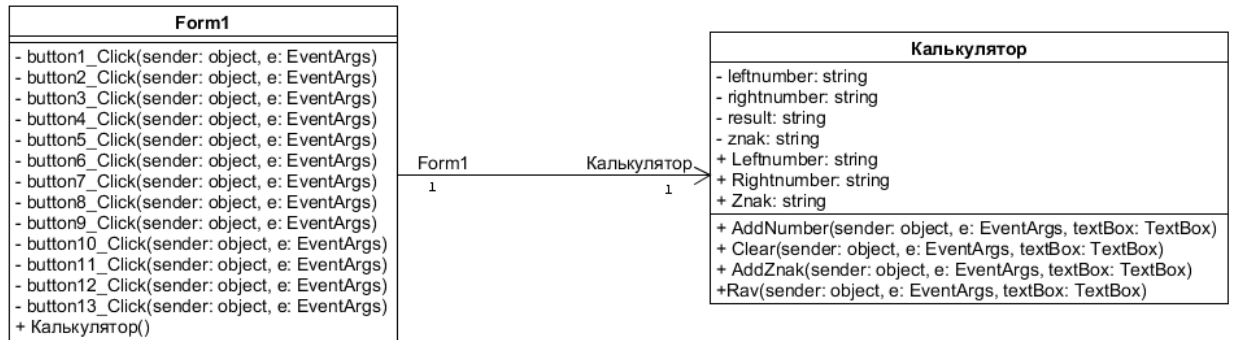 Form1
- button1_Click(sender: object, e: EventArgs)
- button2_Click(sender: object, e: EventArgs)
- button3_Click(sender: object, e: EventArgs)
- button4_Click(sender: object, e: EventArgs)
- button5_Click(sender: object, e: EventArgs)
- button6_Click(sender: object, e: EventArgs)
- button7_Click(sender: object, e: EventArgs)
- button8_Click(sender: object, e: EventArgs)
- button9_Click(sender: object, e: EventArgs)
- button10_Click(sender: object, e: EventArgs)
- button11_Click(sender: object, e: EventArgs)
- button12_Click(sender: object, e: EventArgs)
- button13_Click(sender: object, e: EventArgs)
+ Калькулятор()
Form1
1
Калькулятор
1
Калькулятор
- leftnumber: string
- rightnumber: string
- result: string
- znak: string
+ Leftnumber: string
+ Rightnumber: string
+ Znak: string
+ AddNumber(sender: object, e: EventArgs, textBox: TextBox)
+ Clear(sender: object, e: EventArgs, textBox: TextBox)
+ AddZnak(sender: object, e: EventArgs, textBox: TextBox)
+Rav(sender: object, e: EventArgs, textBox: TextBox)